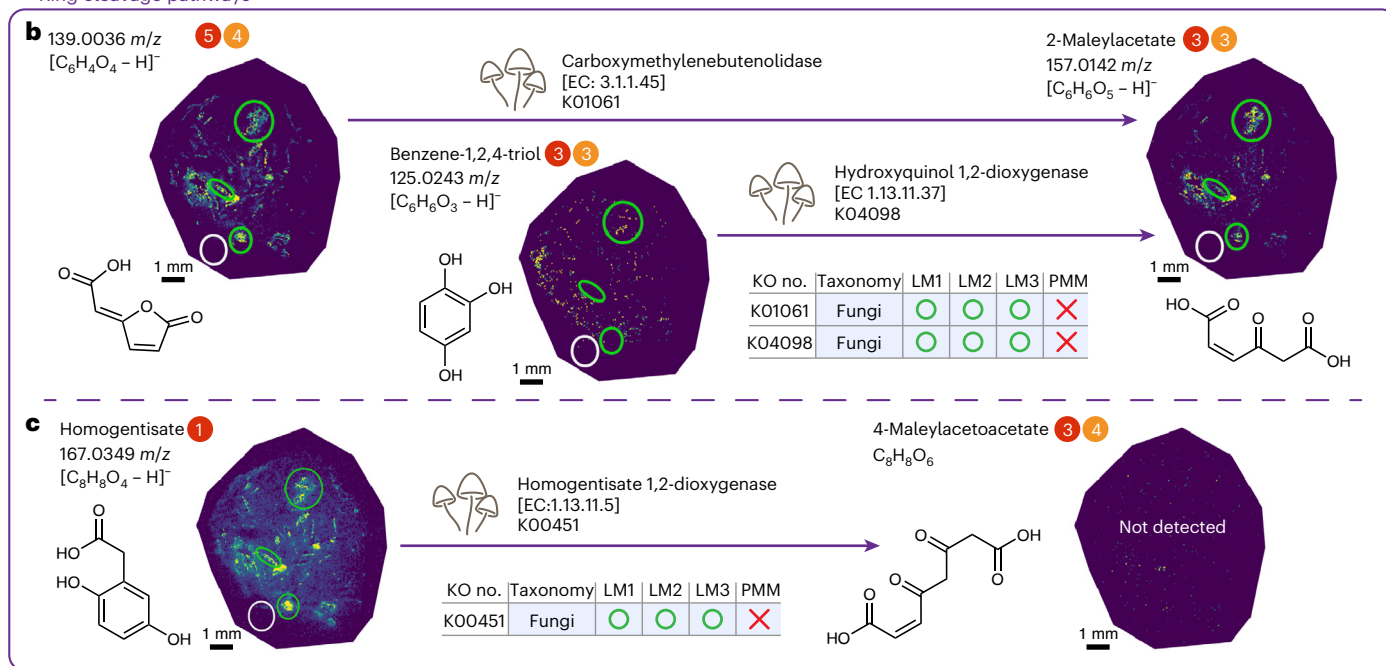 Ring cleavage pathways
b
139.0036 m/z
5 4
[C₆H₄O₄ – H]⁻
Carboxymethylenebutenolidase
[EC: 3.1.1.45]
K01061
2-Maleylacetate 3 3
157.0142 m/z
[C₆H₆O₅ – H]⁻
Benzene-1,2,4-triol 3 3
125.0243 m/z
[C₆H₆O₃ – H]⁻
Hydroxyquinol 1,2-dioxygenase
[EC 1.13.11.37]
K04098
O
OH
O
O
1 mm
OH
OH
OH
1 mm
KO no. Taxonomy LM1 LM2 LM3 PMM
K01061 Fungi ○ ○ ○ ×
K04098 Fungi ○ ○ ○ ×
1 mm
HO
O
O
O
OH
c
Homogentisate 1
167.0349 m/z
[C₈H₈O₄ – H]⁻
Homogentisate 1,2-dioxygenase
[EC:1.13.11.5]
K00451
4-Maleylacetoacetate 3 4
C₈H₈O₆
Not detected
O
HO
HO
OH
1 mm
KO no. Taxonomy LM1 LM2 LM3 PMM
K00451 Fungi ○ ○ ○ ×
O
OH
O
O
O
HO
1 mm